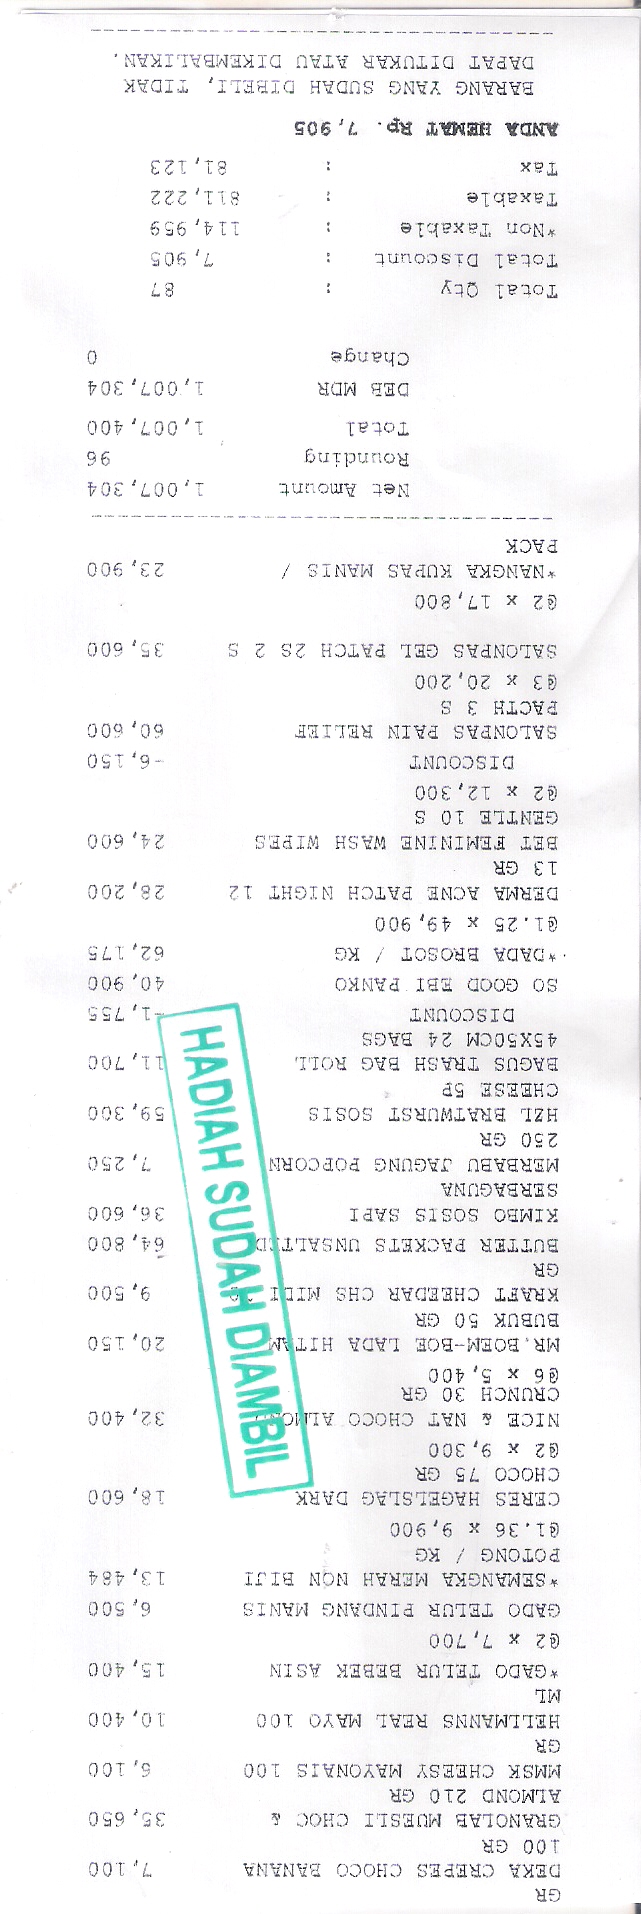 GR
DEKA CREPES CHOCO BANANA 7,100
100 GR
GRANOLAB MUESLI CHOC & 35,650
ALMOND 210 GR
MMSK CHEESY MAYONAIS 100 6,100
GR
HELLMANNS REAL MAYO 100 10,400
ML
*GADO TELUR BEBEK ASIN 15,400
@2 x 7,700
GADO TELUR PINDANG MANIS 6,500
*SEMANGKA MERAH NON BIJI 13,484
POTONG / KG
@1.36 x 9,900
CERES HAGELSLAG DARK 18,600
CHOCO 75 GR
@2 x 9,300
NICE & NAT CHOCO ALMOND 32,400
CRUNCH 30 GR
@6 x 5,400
MR.BOEM-BOE LADA HITAM 20,150
BUBUK 50 GR
KRAFT CHEEDAR CHS MIDI 9,500
GR
BUTTER PACKETS UNSALTED 64,800
KIMBO SOSIS SAPI 36,600
SERBAGUNA
MERBABU JAGUNG POPCORN 7,250
250 GR
HZL BRATWURST SOSIS 59,300
CHEESE 5P
BAGUS TRASH BAG ROLL 11,700
45X50CM 24 BAGS
DISCOUNT -1,755
SO GOOD EBI PANKO 40,900
*DADA BROSOT / KG 62,175
@1.25 x 49,900
DERMA ACNE PATCH NIGHT 12 28,200
13 GR
BET FEMININE WASH WIPES 24,600
GENTLE 10 S
@2 x 12,300
DISCOUNT -6,150
SALONPAS PAIN RELIEF 60,600
PACTH 3 S
@3 x 20,200
SALONPAS GEL PATCH 2S 2 S 35,600
@2 x 17,800
*NANGKA KUPAS MANIS / 23,900
PACK
Net Amount 1,007,304
Rounding 96
Total 1,007,400
DEB MDR 1,007,304
Change 0
Total Qty : 87
Total Discount : 7,905
*Non Taxable : 114,959
Taxable : 811,222
Tax : 81,123
ANDA HEMAT Rp. 7,905
BARANG YANG SUDAH DIBELI, TIDAK
DAPAT DITUKAR ATAU DIKEMBALIKAN.
HADIAH SUDAH DIAMBIL